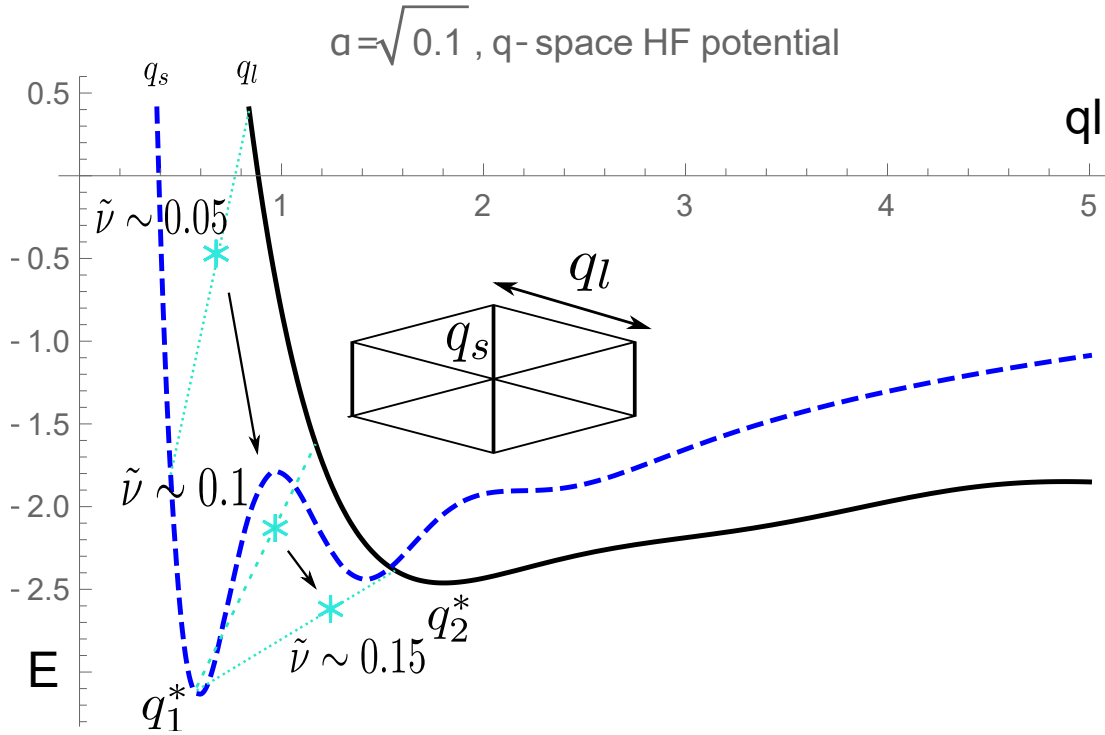 α=√0.1 , q-space HF potential
q_s q_l
0.5
ql
1 2 3 4 5
ν̃ ~ 0.05
-0.5
q_l
-1.0
q_s
-1.5
ν̃ ~ 0.1
-2.0
-2.5
q_2^*
ν̃ ~ 0.15
E
q_1^*